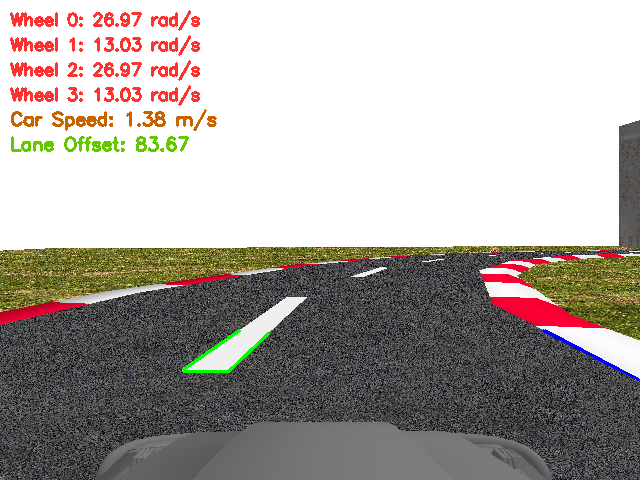 Wheel 0: 26.97 rad/s
Wheel 1: 13.03 rad/s
Wheel 2: 26.97 rad/s
Wheel 3: 13.03 rad/s
Car Speed: 1.38 m/s
Lane Offset: 83.67